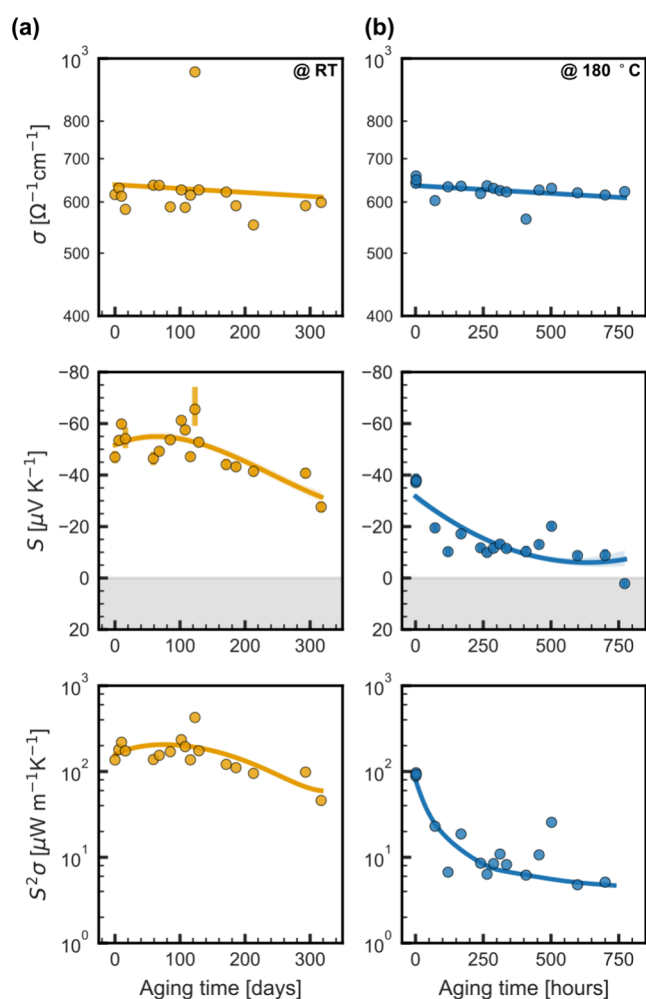 (a)
(b)
10³
@ RT
@ 180 °C
800
700
600
500
400
σ [Ω⁻¹cm⁻¹]
0 100 200 300
0 250 500 750
−80
−60
−40
−20
0
20
S [μV K⁻¹]
0 100 200 300
0 250 500 750
10³
10²
10¹
10⁰
S²σ [μW m⁻¹K⁻¹]
0 100 200 300
0 250 500 750
Aging time [days]
Aging time [hours]
10³
800
700
600
500
400
−80
−60
−40
−20
0
20
10³
10²
10¹
10⁰